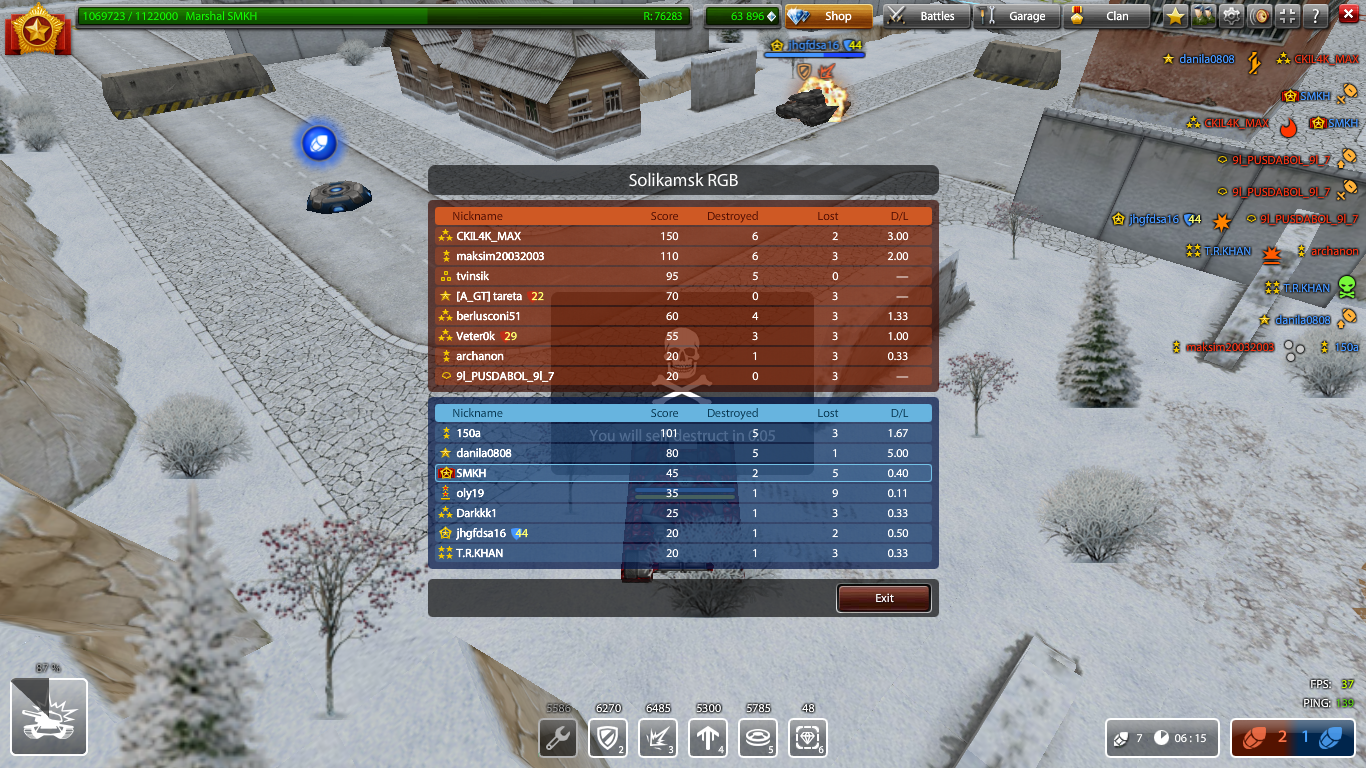 1069723 / 1122000 Marshal SMKH R: 76283 63 896 Shop Battles Garage Clan ?
jhgfdsa16 44
danila0808 CKIL4K_MAX
SMKH
CKIL4K_MAX SMKH
9l_PUSDABOL_9l_7
9l_PUSDABOL_9l_7
jhgfdsa16 44 9l_PUSDABOL_9l_7
T.R.KHAN archanon
T.R.KHAN
danila0808
maksim20032003 150a
Solikamsk RGB
Nickname Score Destroyed Lost D/L
CKIL4K_MAX 150 6 2 3.00
maksim20032003 110 6 3 2.00
tvinsik 95 5 0 —
[A_GT] tareta 22 70 0 3 —
berlusconi51 60 4 3 1.33
Veter0k 29 55 3 3 1.00
archanon 20 1 3 0.33
9l_PUSDABOL_9l_7 20 0 3 —
Nickname Score Destroyed Lost D/L
150a 101 5 3 1.67
You will self-destruct in 0:05
danila0808 80 5 1 5.00
SMKH 45 2 5 0.40
oly19 35 1 9 0.11
Darkkk1 25 1 3 0.33
jhgfdsa16 44 20 1 2 0.50
T.R.KHAN 20 1 3 0.33
Exit
87 %
FPS: 37
PING: 139
5586 6270 6485 5300 5785 48
2 3 4 5 6
7 06 : 15 2 1